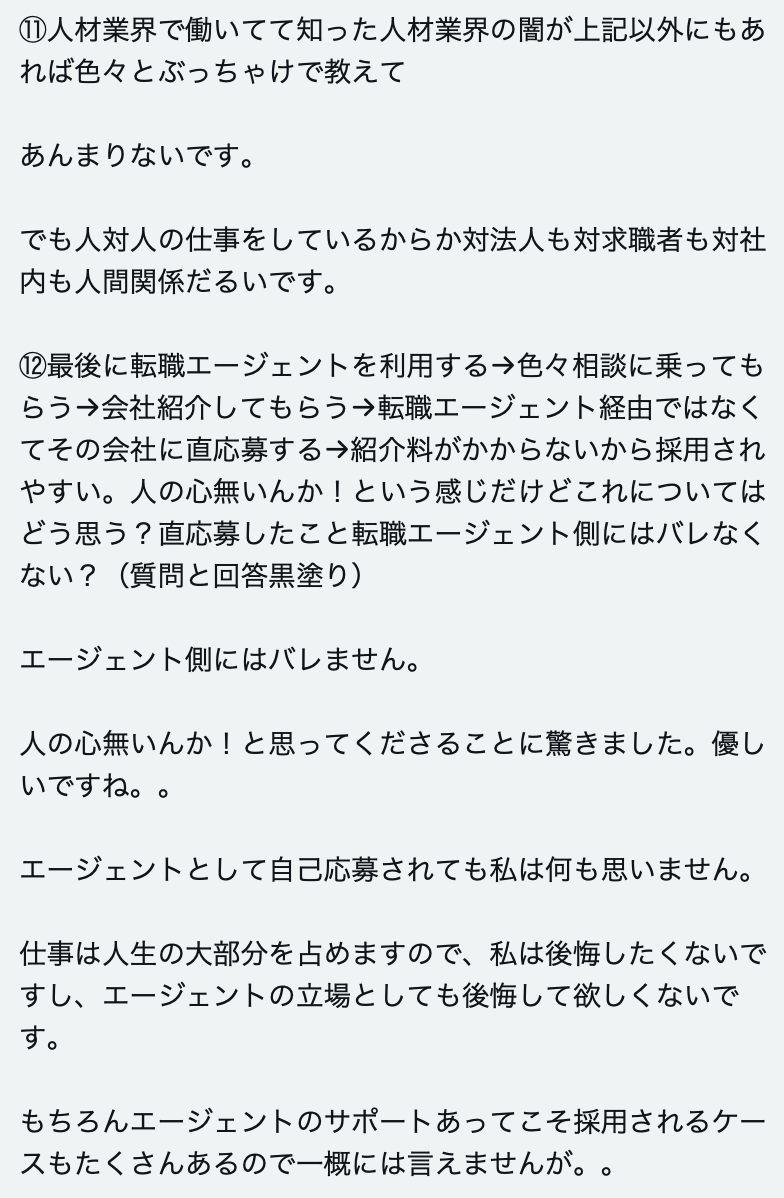 ⑪人材業界で働いてて知った人材業界の闇が上記以外にもあ
れば色々とぶっちゃけで教えて
あんまりないです。
でも人対人の仕事をしているからか対法人も対求職者も対社
内も人間関係だるいです。
⑫最後に転職エージェントを利用する→色々相談に乗っても
らう→会社紹介してもらう→転職エージェント経由ではなく
てその会社に直応募する→紹介料がかからないから採用され
やすい。人の心無いんか！という感じだけどこれについては
どう思う？直応募したこと転職エージェント側にはバレなく
ない？（質問と回答黒塗り）
エージェント側にはバレません。
人の心無いんか！と思ってくださることに驚きました。優し
いですね。。
エージェントとして自己応募されても私は何も思いません。
仕事は人生の大部分を占めますので、私は後悔したくないで
すし、エージェントの立場としても後悔して欲しくないで
す。
もちろんエージェントのサポートあってこそ採用されるケー
スもたくさんあるので一概には言えませんが。。